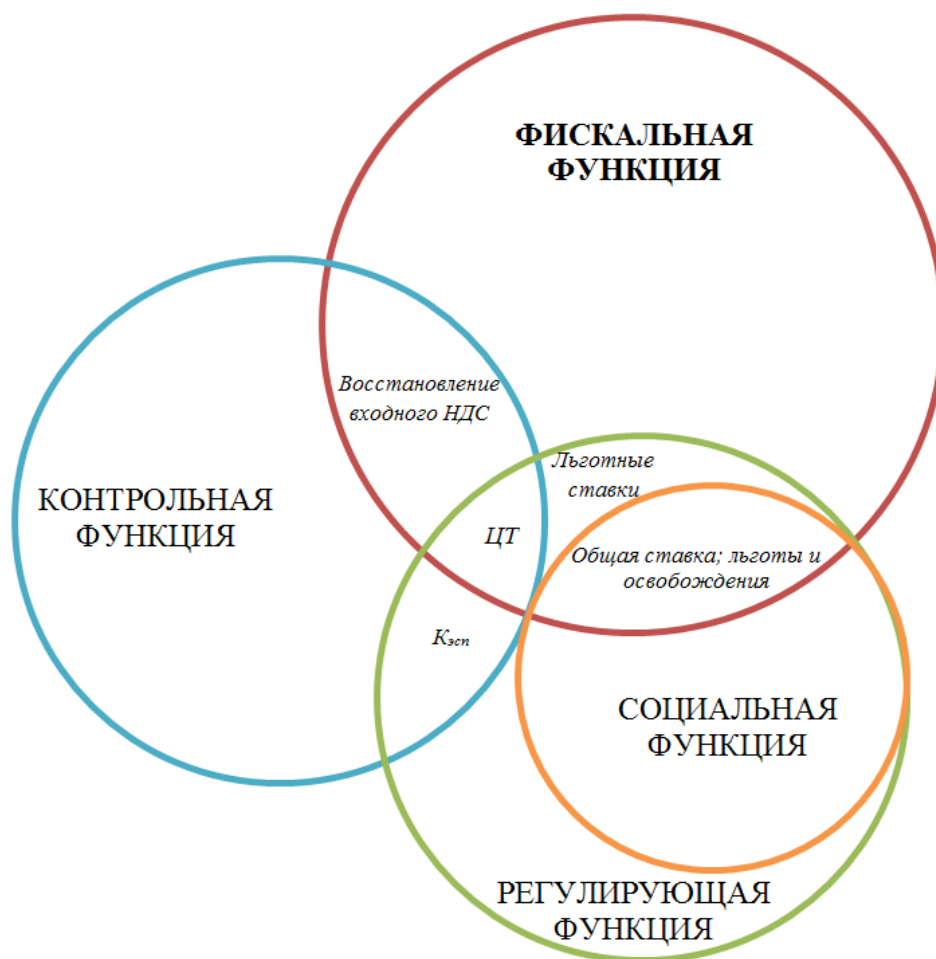 ФИСКАЛЬНАЯ
ФУНКЦИЯ
Восстановление
входного НДС
Льготные
ставки
КОНТРОЛЬНАЯ
ФУНКЦИЯ
ЦТ
Общая ставка; льготы и
освобождения
Кэсп
СОЦИАЛЬНАЯ
ФУНКЦИЯ
РЕГУЛИРУЮЩАЯ
ФУНКЦИЯ